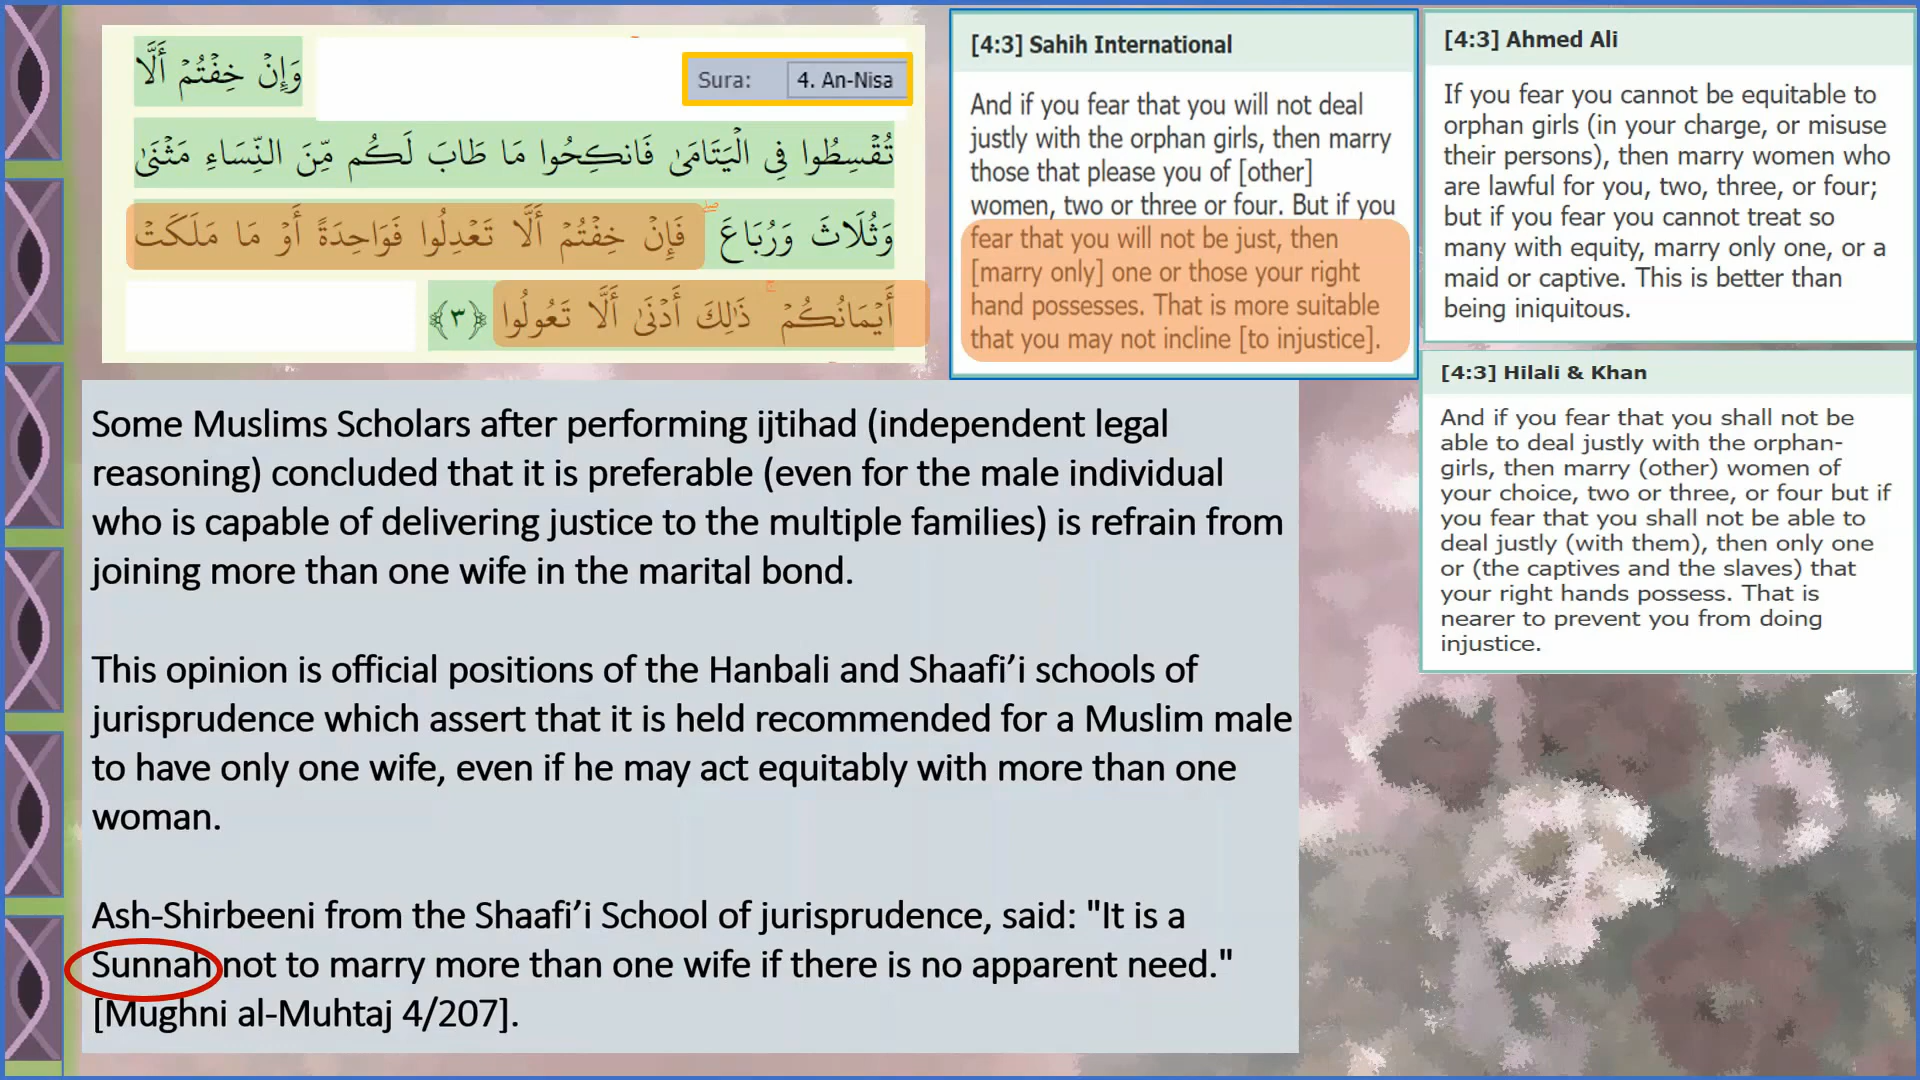 وَإِنْ خِفْتُمْ أَلَّا
Sura: 4. An-Nisa
تُقْسِطُوا فِي الْيَتَامَىٰ فَانكِحُوا مَا طَابَ لَكُم مِّنَ النِّسَاءِ مَثْنَىٰ
وَثُلَاثَ وَرُبَاعَ ۖ فَإِنْ خِفْتُمْ أَلَّا تَعْدِلُوا فَوَاحِدَةً أَوْ مَا مَلَكَتْ
أَيْمَانُكُمْ ۚ ذَٰلِكَ أَدْنَىٰ أَلَّا تَعُولُوا ﴿٣﴾
[4:3] Sahih International
And if you fear that you will not deal
justly with the orphan girls, then marry
those that please you of [other]
women, two or three or four. But if you
fear that you will not be just, then
[marry only] one or those your right
hand possesses. That is more suitable
that you may not incline [to injustice].
[4:3] Ahmed Ali
If you fear you cannot be equitable to
orphan girls (in your charge, or misuse
their persons), then marry women who
are lawful for you, two, three, or four;
but if you fear you cannot treat so
many with equity, marry only one, or a
maid or captive. This is better than
being iniquitous.
[4:3] Hilali & Khan
And if you fear that you shall not be
able to deal justly with the orphan-
girls, then marry (other) women of
your choice, two or three, or four but if
you fear that you shall not be able to
deal justly (with them), then only one
or (the captives and the slaves) that
your right hands possess. That is
nearer to prevent you from doing
injustice.
Some Muslims Scholars after performing ijtihad (independent legal
reasoning) concluded that it is preferable (even for the male individual
who is capable of delivering justice to the multiple families) is refrain from
joining more than one wife in the marital bond.
This opinion is official positions of the Hanbali and Shaafi’i schools of
jurisprudence which assert that it is held recommended for a Muslim male
to have only one wife, even if he may act equitably with more than one
woman.
Ash-Shirbeeni from the Shaafi’i School of jurisprudence, said: "It is a
Sunnah not to marry more than one wife if there is no apparent need."
[Mughni al-Muhtaj 4/207].